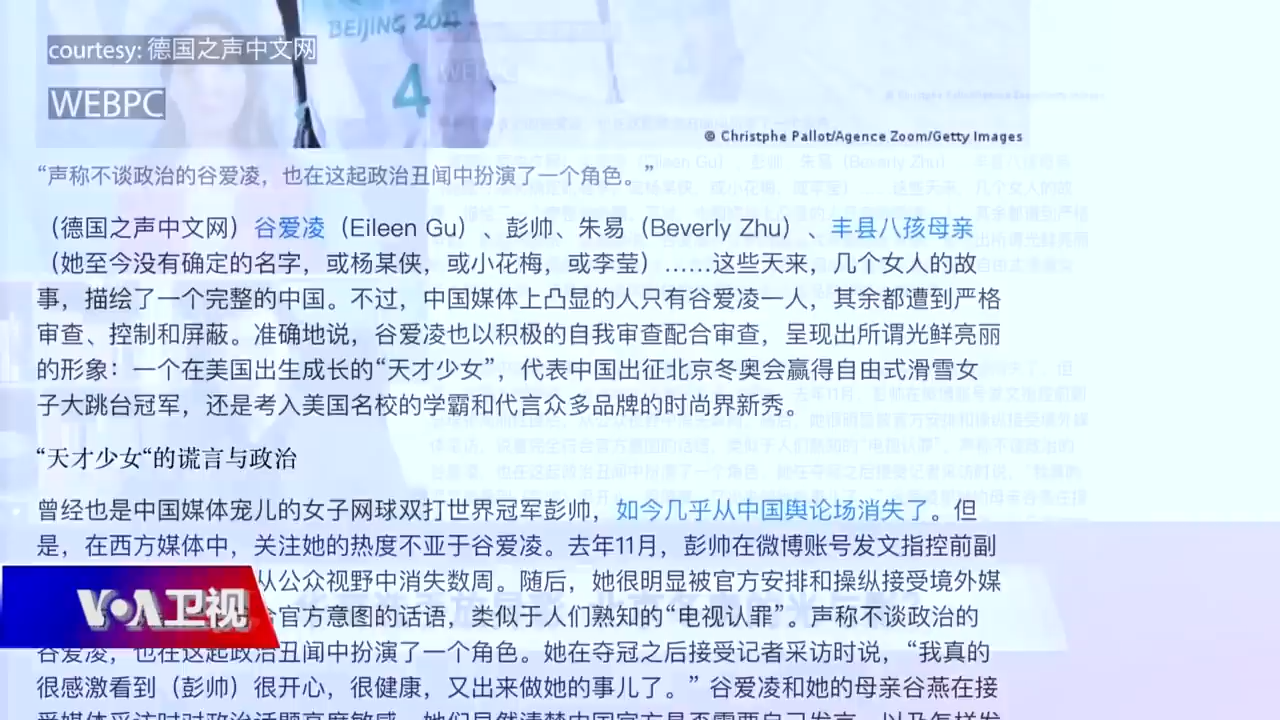 BEIJING 2022
courtesy: 德国之声中文网
4
WEBPC
© Christphe Pallot/Agence Zoom/Getty Images
“声称不谈政治的谷爱凌，也在这起政治丑闻中扮演了一个角色。”
（德国之声中文网）谷爱凌（Eileen Gu）、彭帅、朱易（Beverly Zhu）、丰县八孩母亲
（她至今没有确定的名字，或杨某侠，或小花梅，或李莹）……这些天来，几个女人的故
事，描绘了一个完整的中国。不过，中国媒体上凸显的人只有谷爱凌一人，其余都遭到严格
审查、控制和屏蔽。准确地说，谷爱凌也以积极的自我审查配合审查，呈现出所谓光鲜亮丽
的形象：一个在美国出生成长的“天才少女”，代表中国出征北京冬奥会赢得自由式滑雪女
子大跳台冠军，还是考入美国名校的学霸和代言众多品牌的时尚界新秀。
“天才少女“的谎言与政治
曾经也是中国媒体宠儿的女子网球双打世界冠军彭帅，如今几乎从中国舆论场消失了。但
是，在西方媒体中，关注她的热度不亚于谷爱凌。去年11月，彭帅在微博账号发文指控前副
从公众视野中消失数周。随后，她很明显被官方安排和操纵接受境外媒
VOA卫视
官方意图的话语，类似于人们熟知的“电视认罪”。声称不谈政治的
谷爱凌，也在这起政治丑闻中扮演了一个角色。她在夺冠之后接受记者采访时说，“我真的
很感激看到（彭帅）很开心，很健康，又出来做她的事儿了。”谷爱凌和她的母亲谷燕在接